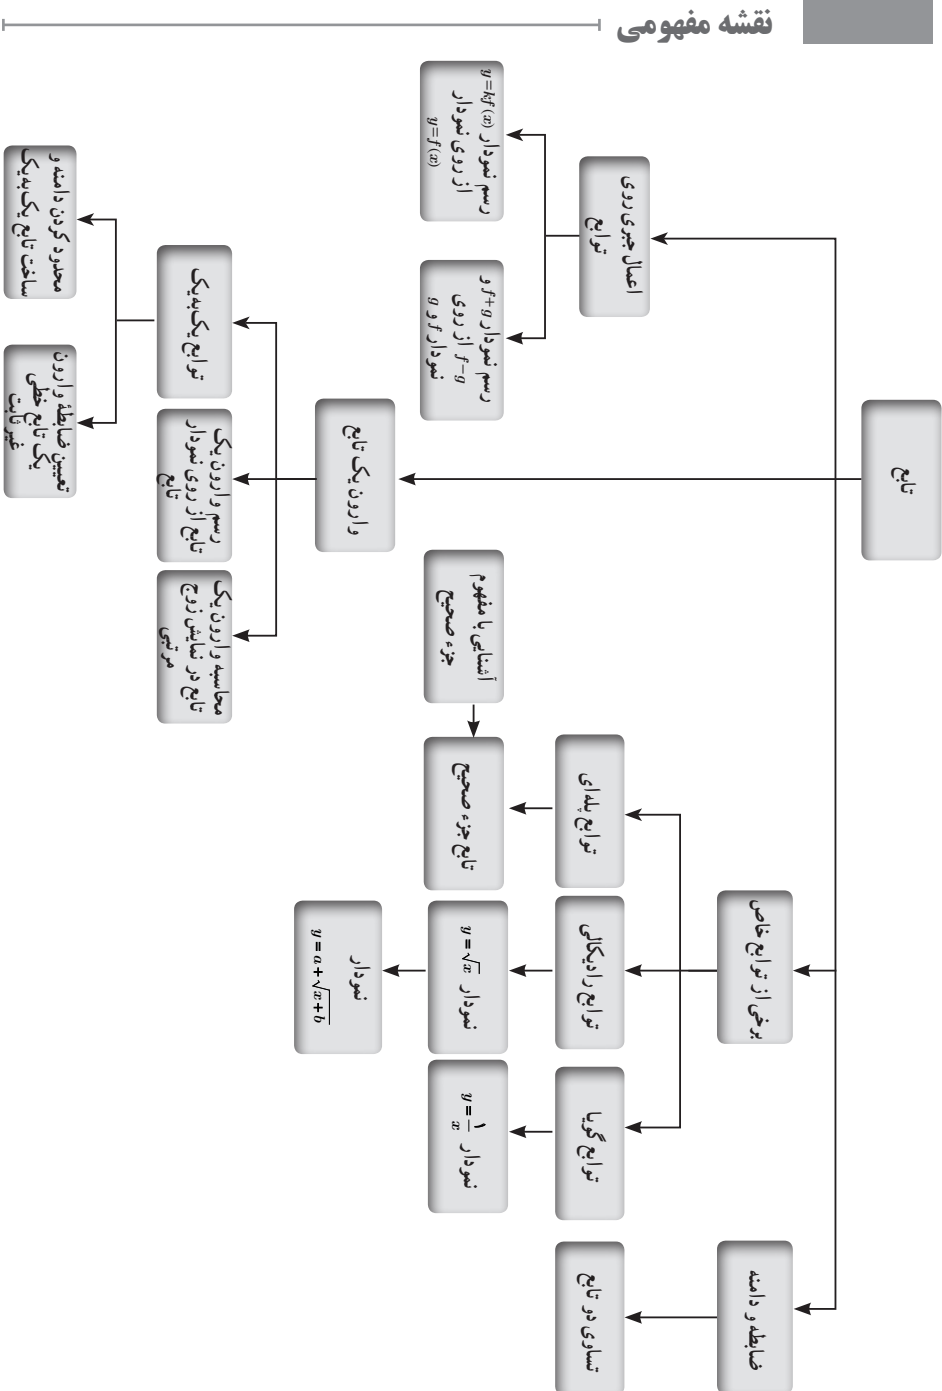 نقشه مفهومی
تابع
ضابطه و دامنه
تساوی دو تابع
برخی از توابع خاص
توابع گویا
نمودار y = ۱/x
توابع رادیکالی
نمودار y = √x
نمودار
y = a + √(x+b)
توابع پله‌ای
تابع جزء صحیح
آشنایی با مفهوم
جزء صحیح
وارون یک تابع
محاسبه وارون یک
تابع در نمایش زوج
مرتبی
رسم وارون یک
تابع از روی نمودار
تابع
توابع یک‌به‌یک
تعیین ضابطهٔ وارون
یک تابع خطی
غیر ثابت
محدود کردن دامنه و
ساخت تابع یک‌به‌یک
اعمال جبری روی
توابع
رسم نمودار f+g و
f−g از روی
نمودار f و g
رسم نمودار y=kf(x)
از روی نمودار
y=f(x)